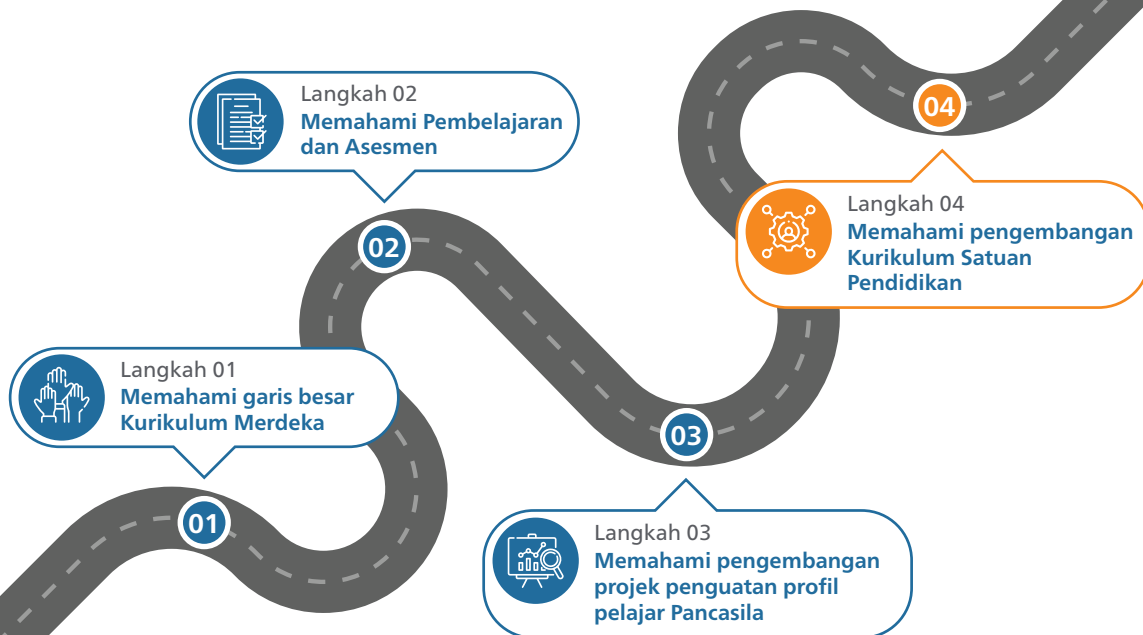 Langkah 01
Memahami garis besar
Kurikulum Merdeka
01
Langkah 02
Memahami Pembelajaran
dan Asesmen
02
Langkah 03
Memahami pengembangan
projek penguatan profil
pelajar Pancasila
03
Langkah 04
Memahami pengembangan
Kurikulum Satuan
Pendidikan
04